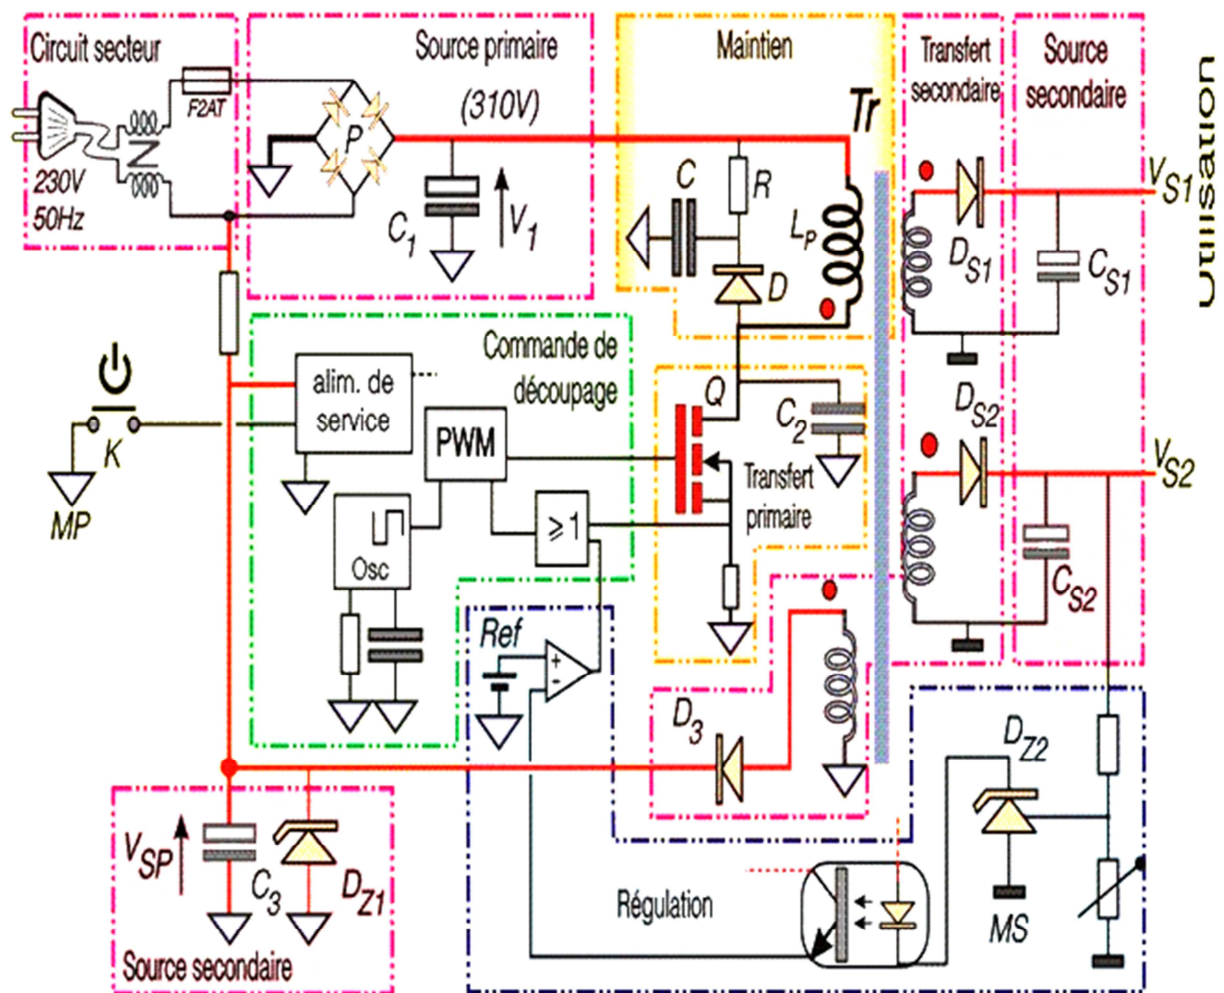 Circuit secteur
F2AT
230V
50Hz
Source primaire
(310V)
P
C1
V1
Maintien
Tr
C
R
LP
D
Transfert
secondaire
Source
secondaire
Utilisation
VS1
DS1
CS1
Commande de
découpage
alim. de
service
K
MP
PWM
Osc
≥1
Q
C2
Transfert
primaire
DS2
VS2
CS2
Ref
+
-
D3
DZ2
MS
Régulation
VSP
C3
DZ1
Source secondaire